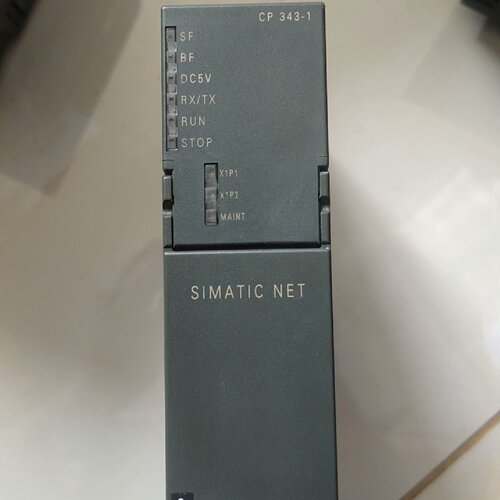 CP 343-1
SF
BF
DC5V
RX/TX
RUN
STOP
X1P1
X1P2
MAINT
SIMATIC NET